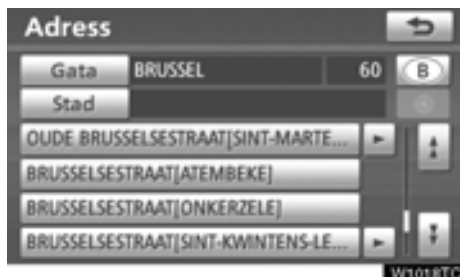 Adress
Gata BRUSSEL 60 B
Stad
OUDE BRUSSELSESTRAAT[SINT-MARTE...
BRUSSELSESTRAAT[ATEMBEKE]
BRUSSELSESTRAAT[ONKERZELE]
BRUSSELSESTRAAT[SINT-KWINTENS-LE...
W1018TC